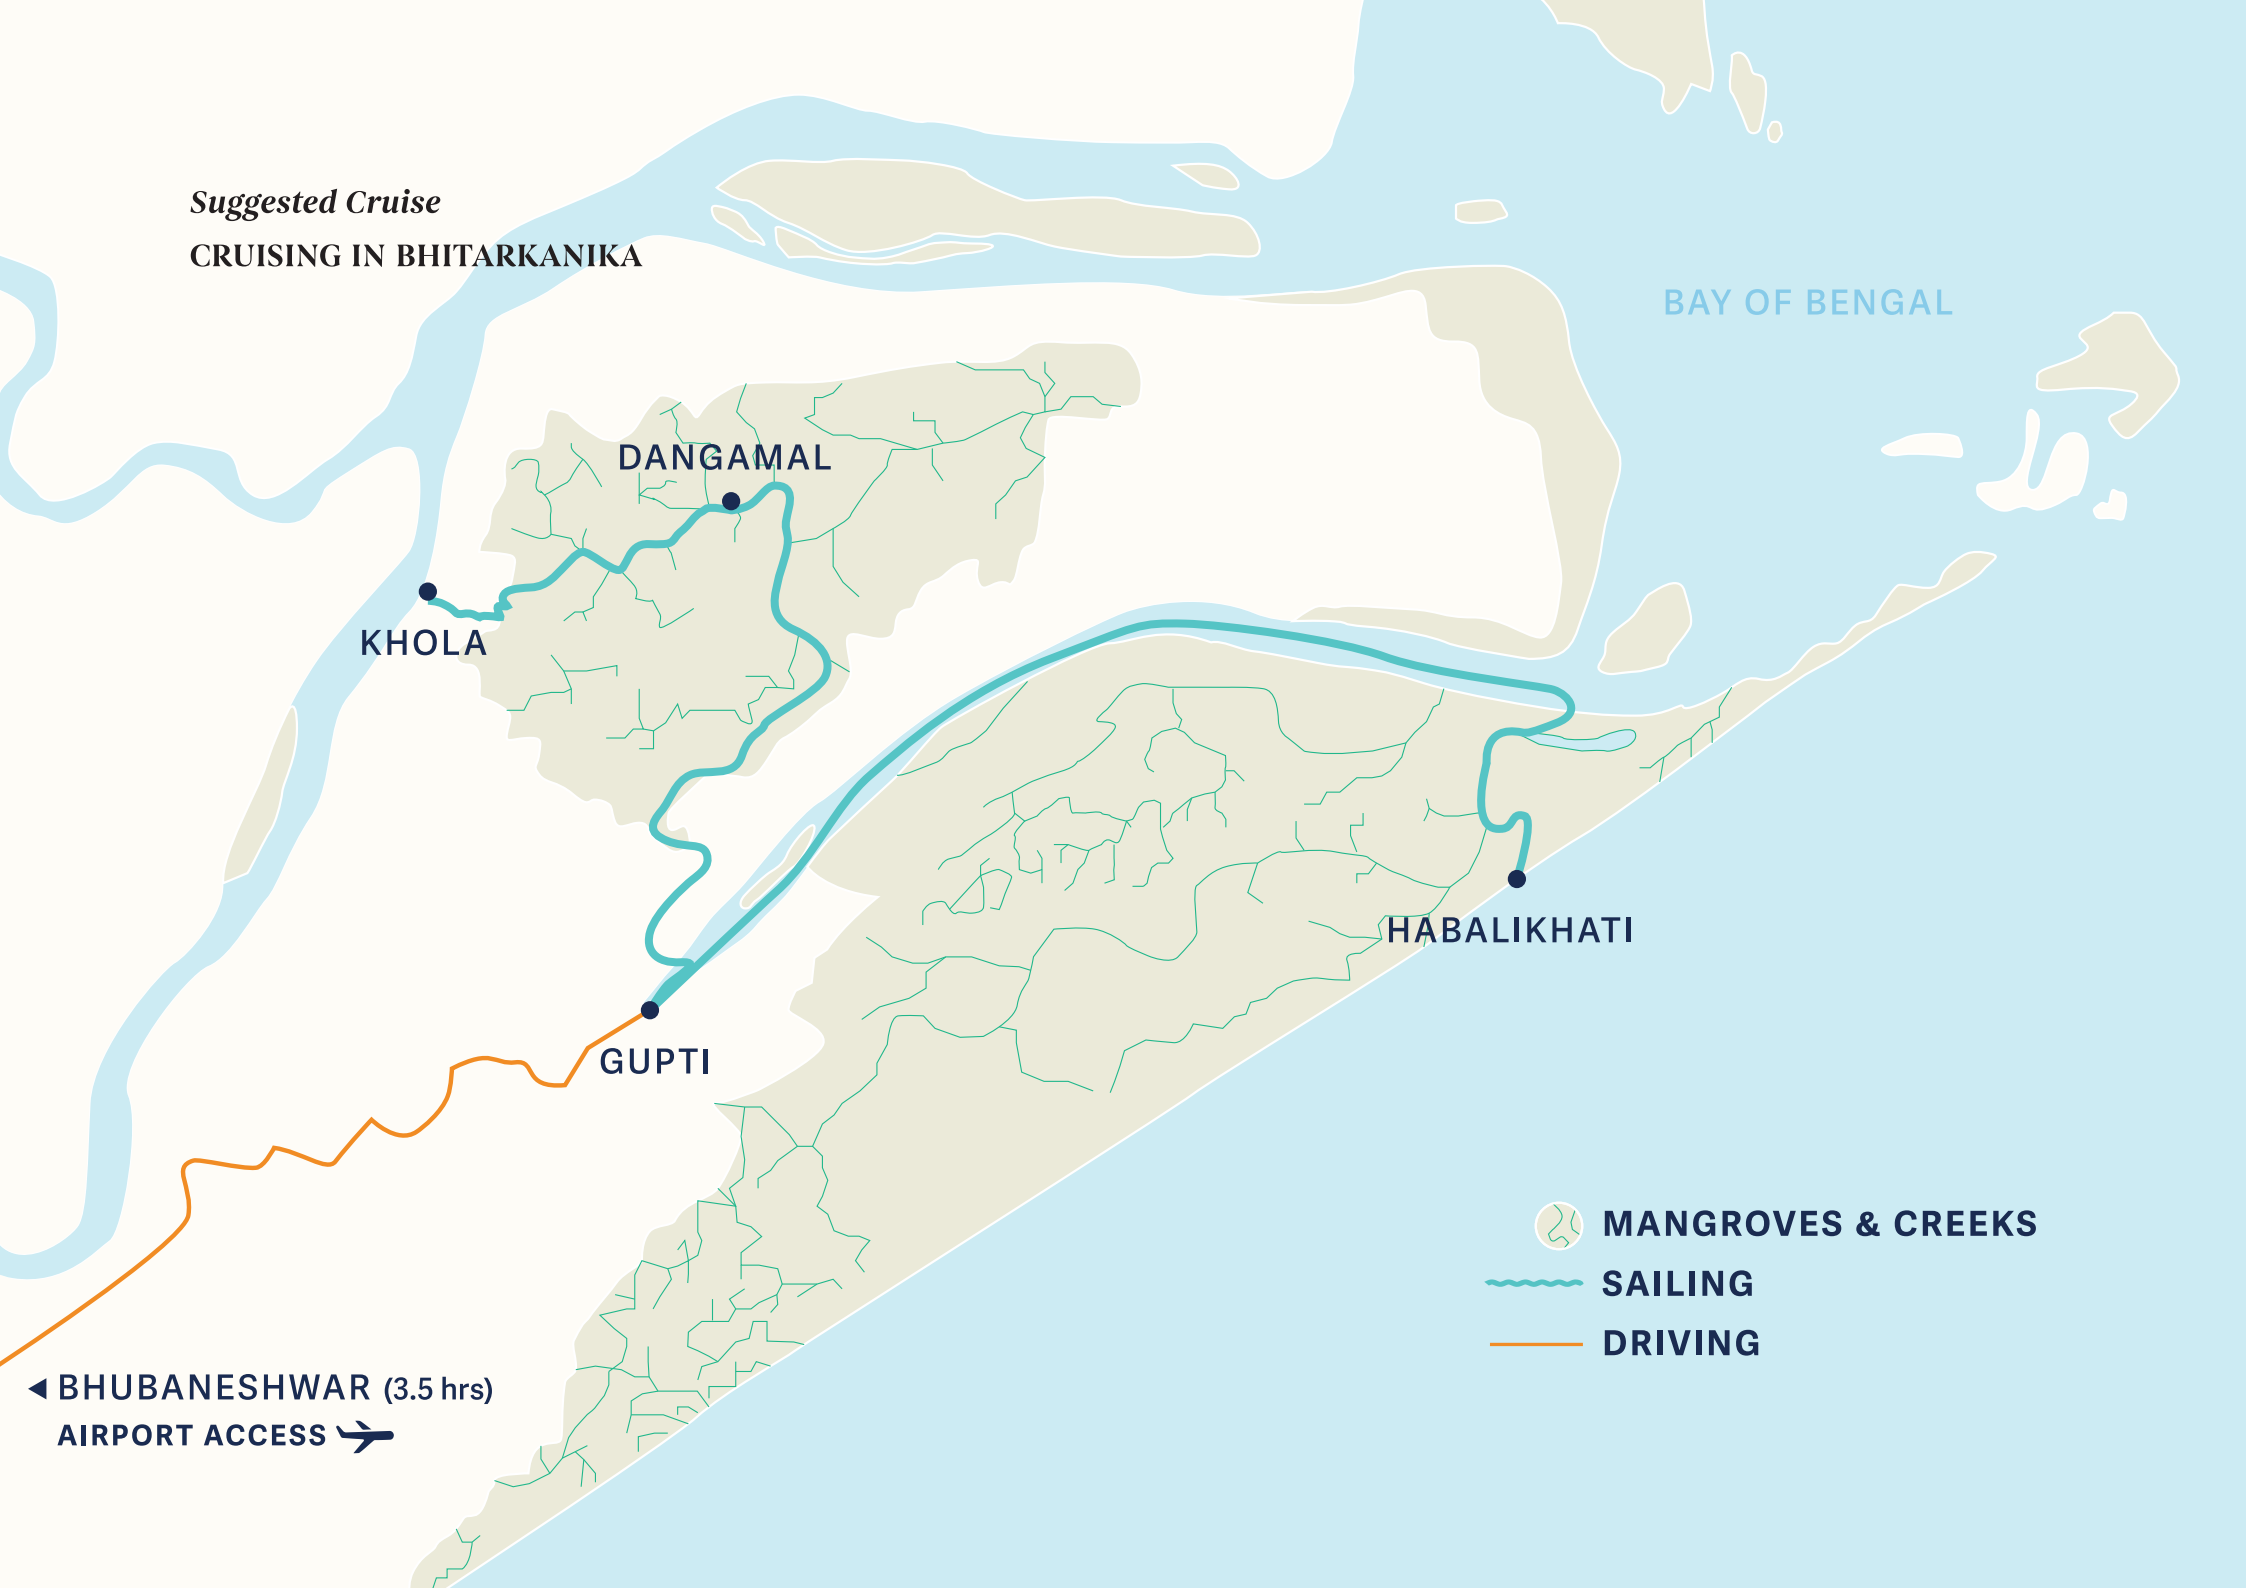 Suggested Cruise
CRUISING IN BHITARKANIKA
BAY OF BENGAL
DANGAMAL
KHOLA
HABALIKHATI
GUPTI
MANGROVES & CREEKS
SAILING
DRIVING
BHUBANESHWAR (3.5 hrs)
AIRPORT ACCESS